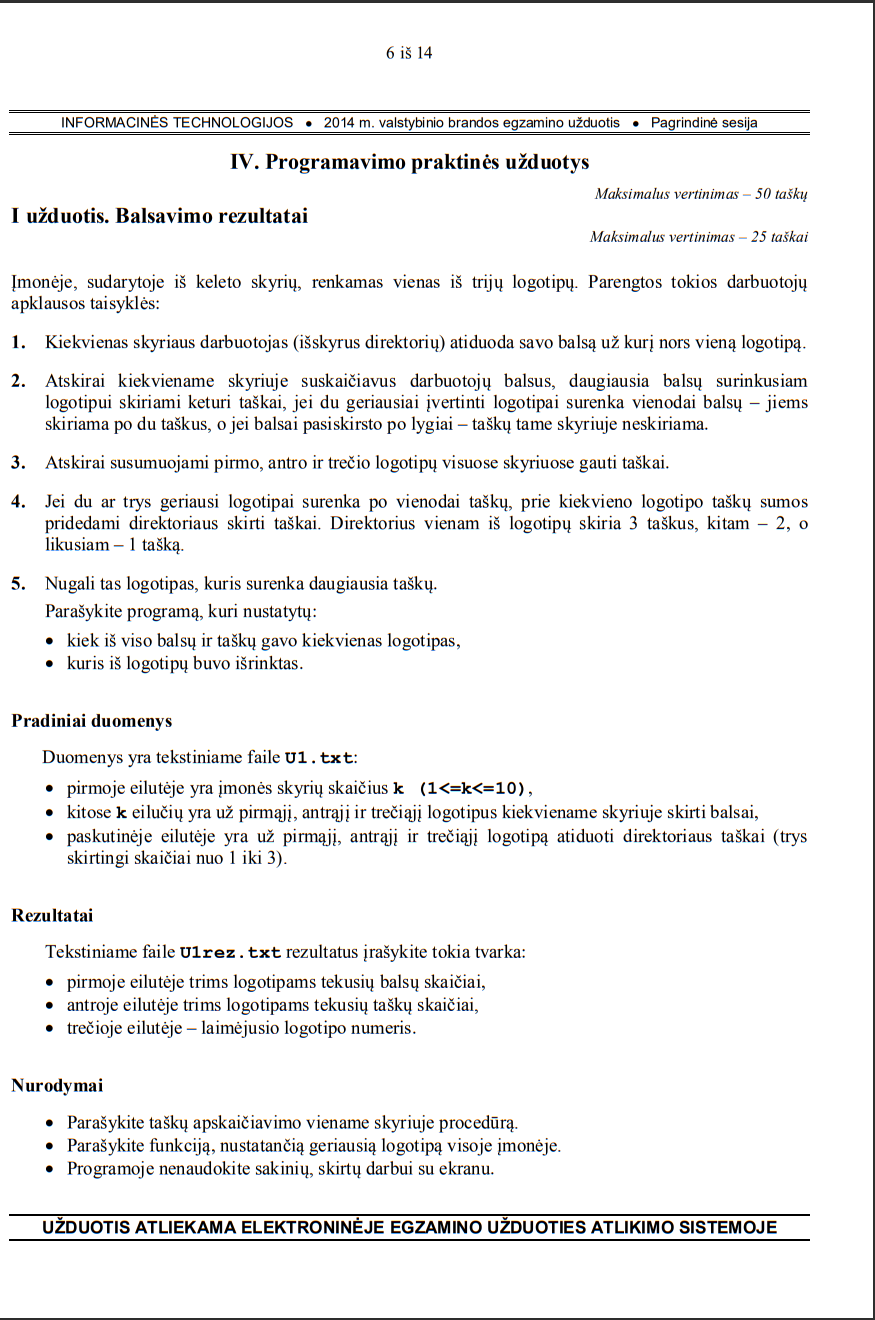 6 iš 14
INFORMACINĖS TECHNOLOGIJOS ● 2014 m. valstybinio brandos egzamino užduotis ● Pagrindinė sesija
IV. Programavimo praktinės užduotys
Maksimalus vertinimas – 50 taškų
I užduotis. Balsavimo rezultatai
Maksimalus vertinimas – 25 taškai
Įmonėje, sudarytoje iš keleto skyrių, renkamas vienas iš trijų logotipų. Parengtos tokios darbuotojų
apklausos taisyklės:
1. Kiekvienas skyriaus darbuotojas (išskyrus direktorių) atiduoda savo balsą už kurį nors vieną logotipą.
2. Atskirai kiekviename skyriuje suskaičiavus darbuotojų balsus, daugiausia balsų surinkusiam
logotipui skiriami keturi taškai, jei du geriausiai įvertinti logotipai surenka vienodai balsų – jiems
skiriama po du taškus, o jei balsai pasiskirsto po lygiai – taškų tame skyriuje neskiriama.
3. Atskirai susumuojami pirmo, antro ir trečio logotipų visuose skyriuose gauti taškai.
4. Jei du ar trys geriausi logotipai surenka po vienodai taškų, prie kiekvieno logotipo taškų sumos
pridedami direktoriaus skirti taškai. Direktorius vienam iš logotipų skiria 3 taškus, kitam – 2, o
likusiam – 1 tašką.
5. Nugali tas logotipas, kuris surenka daugiausia taškų.
Parašykite programą, kuri nustatytų:
● kiek iš viso balsų ir taškų gavo kiekvienas logotipas,
● kuris iš logotipų buvo išrinktas.
Pradiniai duomenys
Duomenys yra tekstiniame faile U1.txt:
● pirmoje eilutėje yra įmonės skyrių skaičius k (1<=k<=10),
● kitose k eilučių yra už pirmąjį, antrąjį ir trečiąjį logotipus kiekviename skyriuje skirti balsai,
● paskutinėje eilutėje yra už pirmąjį, antrąjį ir trečiąjį logotipą atiduoti direktoriaus taškai (trys
skirtingi skaičiai nuo 1 iki 3).
Rezultatai
Tekstiniame faile U1rez.txt rezultatus įrašykite tokia tvarka:
● pirmoje eilutėje trims logotipams tekusių balsų skaičiai,
● antroje eilutėje trims logotipams tekusių taškų skaičiai,
● trečioje eilutėje – laimėjusio logotipo numeris.
Nurodymai
● Parašykite taškų apskaičiavimo viename skyriuje procedūrą.
● Parašykite funkciją, nustatančią geriausią logotipą visoje įmonėje.
● Programoje nenaudokite sakinių, skirtų darbui su ekranu.
UŽDUOTIS ATLIEKAMA ELEKTRONINĖJE EGZAMINO UŽDUOTIES ATLIKIMO SISTEMOJE